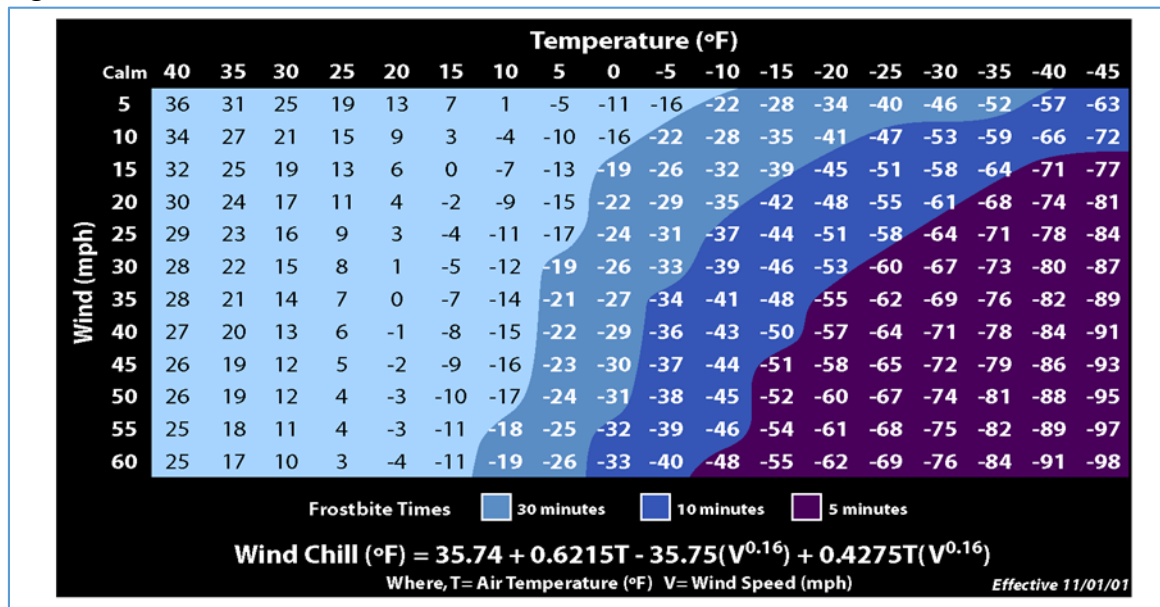 Temperature (ºF)
Calm 40 35 30 25 20 15 10 5 0 -5 -10 -15 -20 -25 -30 -35 -40 -45
5 36 31 25 19 13 7 1 -5 -11 -16 -22 -28 -34 -40 -46 -52 -57 -63
10 34 27 21 15 9 3 -4 -10 -16 -22 -28 -35 -41 -47 -53 -59 -66 -72
15 32 25 19 13 6 0 -7 -13 -19 -26 -32 -39 -45 -51 -58 -64 -71 -77
20 30 24 17 11 4 -2 -9 -15 -22 -29 -35 -42 -48 -55 -61 -68 -74 -81
25 29 23 16 9 3 -4 -11 -17 -24 -31 -37 -44 -51 -58 -64 -71 -78 -84
30 28 22 15 8 1 -5 -12 -19 -26 -33 -39 -46 -53 -60 -67 -73 -80 -87
35 28 21 14 7 0 -7 -14 -21 -27 -34 -41 -48 -55 -62 -69 -76 -82 -89
40 27 20 13 6 -1 -8 -15 -22 -29 -36 -43 -50 -57 -64 -71 -78 -84 -91
45 26 19 12 5 -2 -9 -16 -23 -30 -37 -44 -51 -58 -65 -72 -79 -86 -93
50 26 19 12 4 -3 -10 -17 -24 -31 -38 -45 -52 -60 -67 -74 -81 -88 -95
55 25 18 11 4 -3 -11 -18 -25 -32 -39 -46 -54 -61 -68 -75 -82 -89 -97
60 25 17 10 3 -4 -11 -19 -26 -33 -40 -48 -55 -62 -69 -76 -84 -91 -98
Wind (mph)
Frostbite Times 30 minutes 10 minutes 5 minutes
Wind Chill (ºF) = 35.74 + 0.6215T - 35.75(V0.16) + 0.4275T(V0.16)
Where, T= Air Temperature (ºF) V= Wind Speed (mph)
Effective 11/01/01